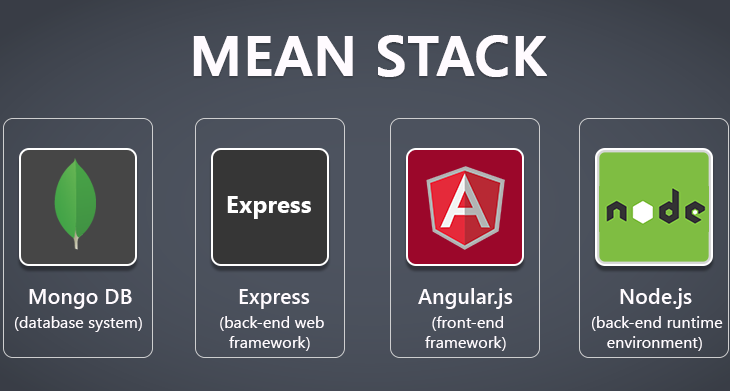 MEAN STACK
Express
A
node
Mongo DB
(database system)
Express
(back-end web
framework)
Angular.js
(front-end
framework)
Node.js
(back-end runtime
environment)